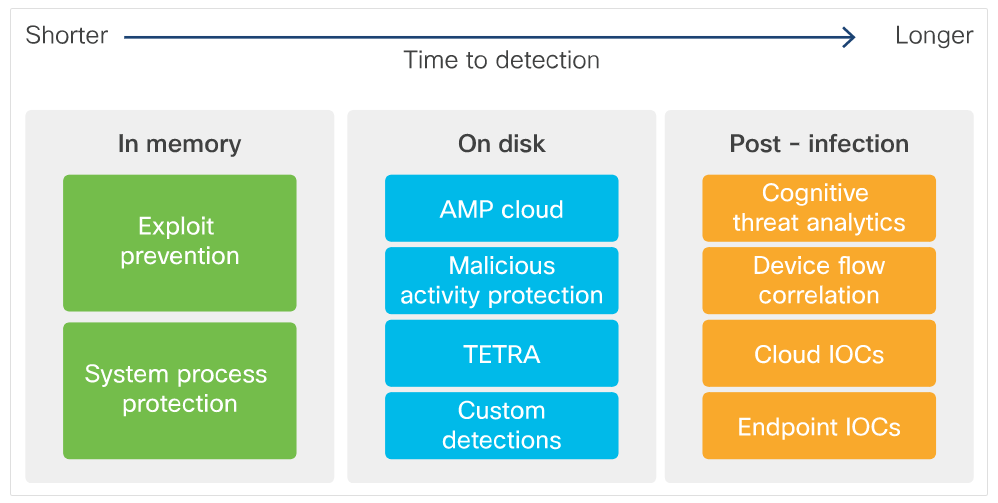 Shorter
Longer
Time to detection
In memory
Exploit
prevention
System process
protection
On disk
AMP cloud
Malicious
activity protection
TETRA
Custom
detections
Post - infection
Cognitive
threat analytics
Device flow
correlation
Cloud IOCs
Endpoint IOCs